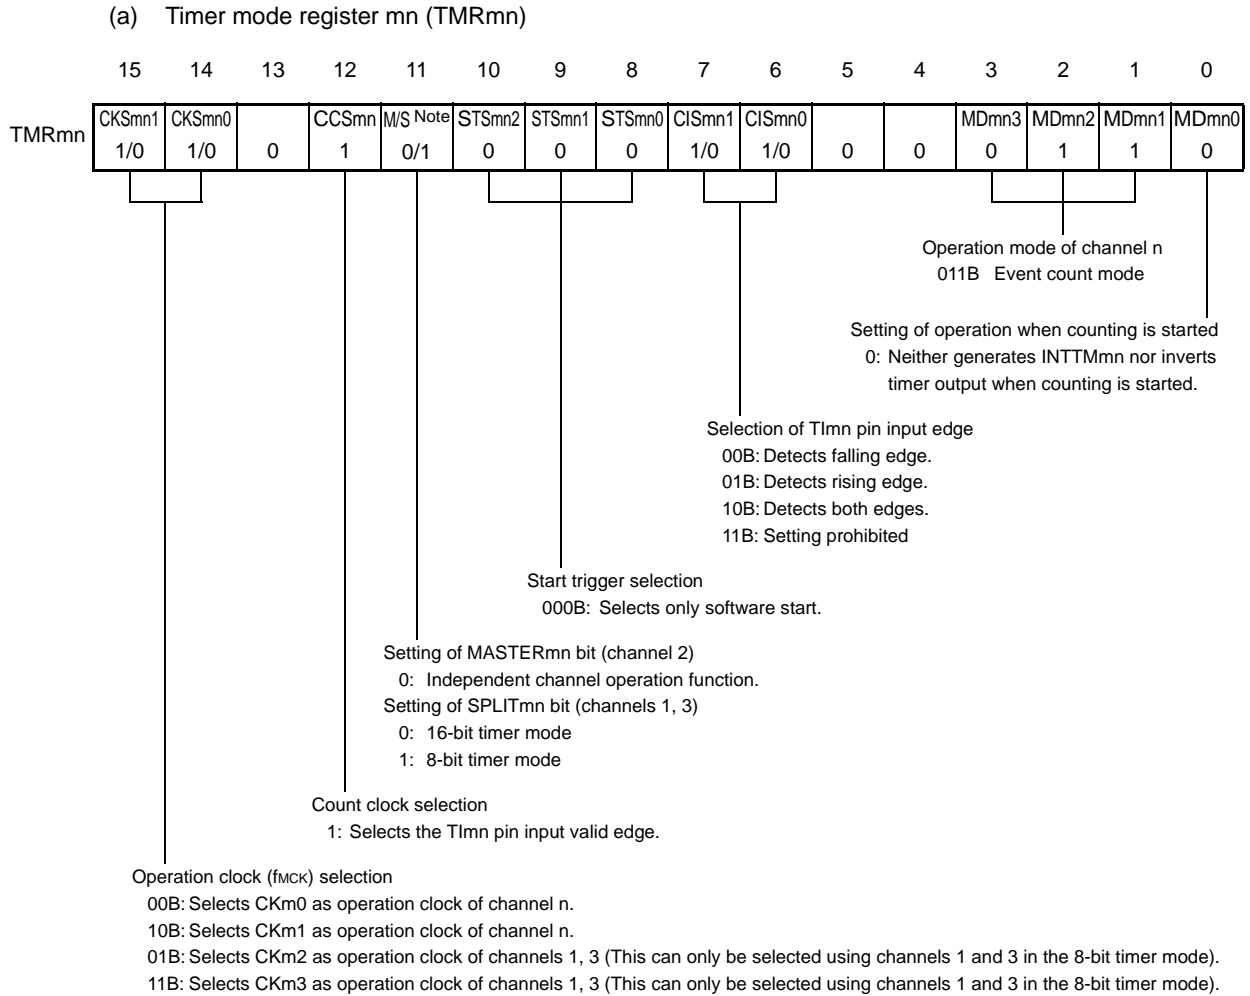 (a) Timer mode register mn (TMRmn)
15 14 13 12 11 10 9 8 7 6 5 4 3 2 1 0
TMRmn CKSmn1 CKSmn0 CCSmn M/S Note STSmn2 STSmn1 STSmn0 CISmn1 CISmn0 MDmn3 MDmn2 MDmn1 MDmn0
1/0 1/0 0 1 0/1 0 0 0 1/0 1/0 0 0 0 1 1 0
Operation mode of channel n
011B Event count mode
Setting of operation when counting is started
0: Neither generates INTTMmn nor inverts
timer output when counting is started.
Selection of TImn pin input edge
00B: Detects falling edge.
01B: Detects rising edge.
10B: Detects both edges.
11B: Setting prohibited
Start trigger selection
000B: Selects only software start.
Setting of MASTERmn bit (channel 2)
0: Independent channel operation function.
Setting of SPLITmn bit (channels 1, 3)
0: 16-bit timer mode
1: 8-bit timer mode
Count clock selection
1: Selects the TImn pin input valid edge.
Operation clock (fMCK) selection
00B: Selects CKm0 as operation clock of channel n.
10B: Selects CKm1 as operation clock of channel n.
01B: Selects CKm2 as operation clock of channels 1, 3 (This can only be selected using channels 1 and 3 in the 8-bit timer mode).
11B: Selects CKm3 as operation clock of channels 1, 3 (This can only be selected using channels 1 and 3 in the 8-bit timer mode).